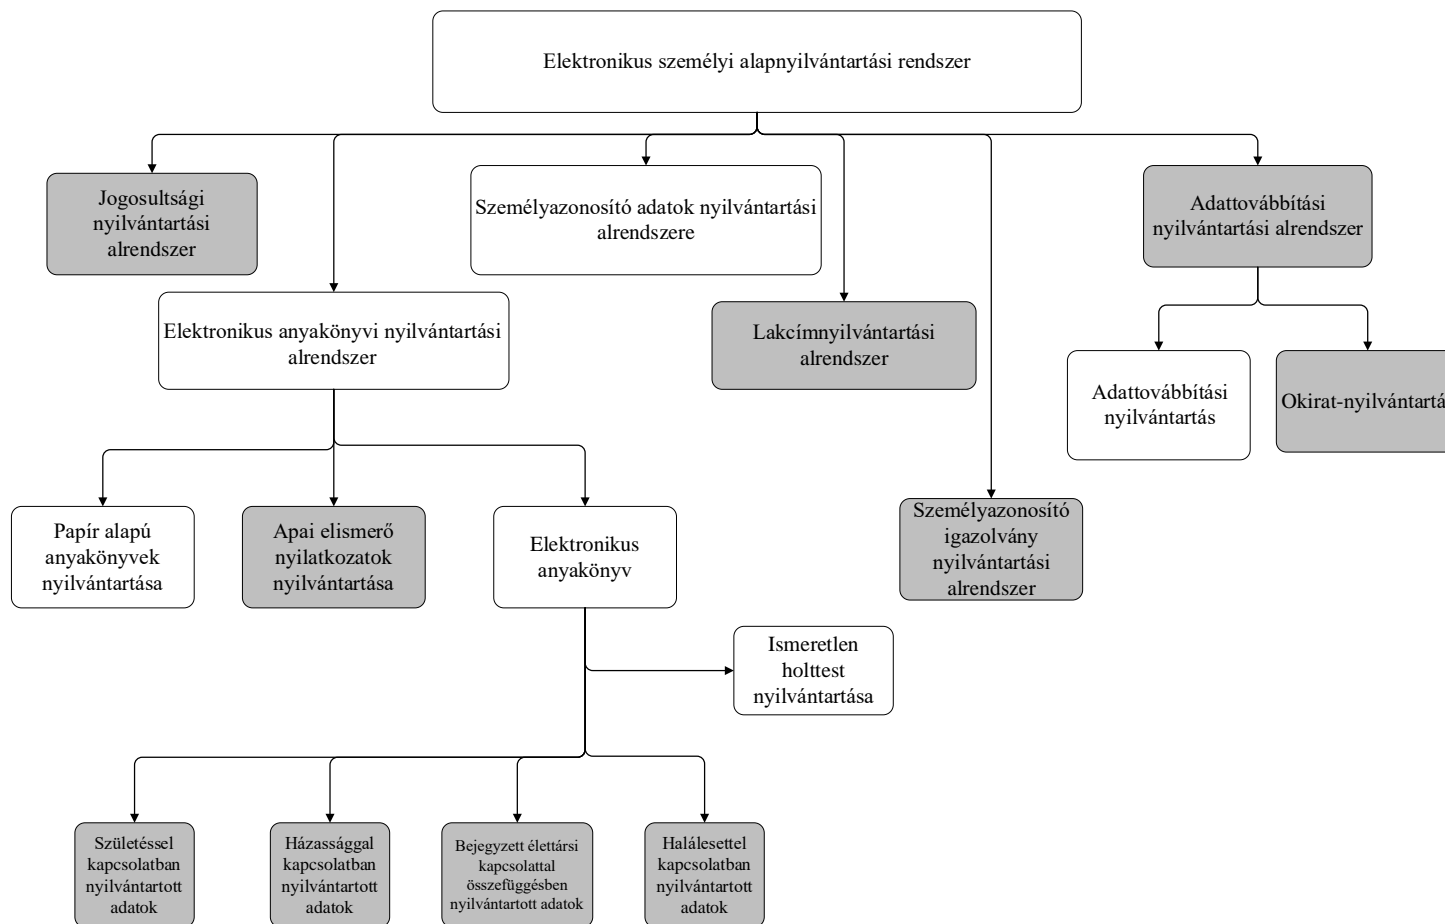 Elektronikus személyi alapnyilvántartási rendszer
Jogosultsági
nyilvántartási
alrendszer
Személyazonosító adatok nyilvántartási
alrendszere
Adattovábbítási
nyilvántartási alrendszer
Elektronikus anyakönyvi nyilvántartási
alrendszer
Lakcímnyilvántartási
alrendszer
Adattovábbítási
nyilvántartás
Okirat-nyilvántartá
Papír alapú
anyakönyvek
nyilvántartása
Apai elismerő
nyilatkozatok
nyilvántartása
Elektronikus
anyakönyv
Személyazonosító
igazolvány
nyilvántartási
alrendszer
Ismeretlen
holttest
nyilvántartása
Születéssel
kapcsolatban
nyilvántartott
adatok
Házassággal
kapcsolatban
nyilvántartott
adatok
Bejegyzett élettársi
kapcsolattal
összefüggésben
nyilvántartott adatok
Halálesettel
kapcsolatban
nyilvántartott
adatok